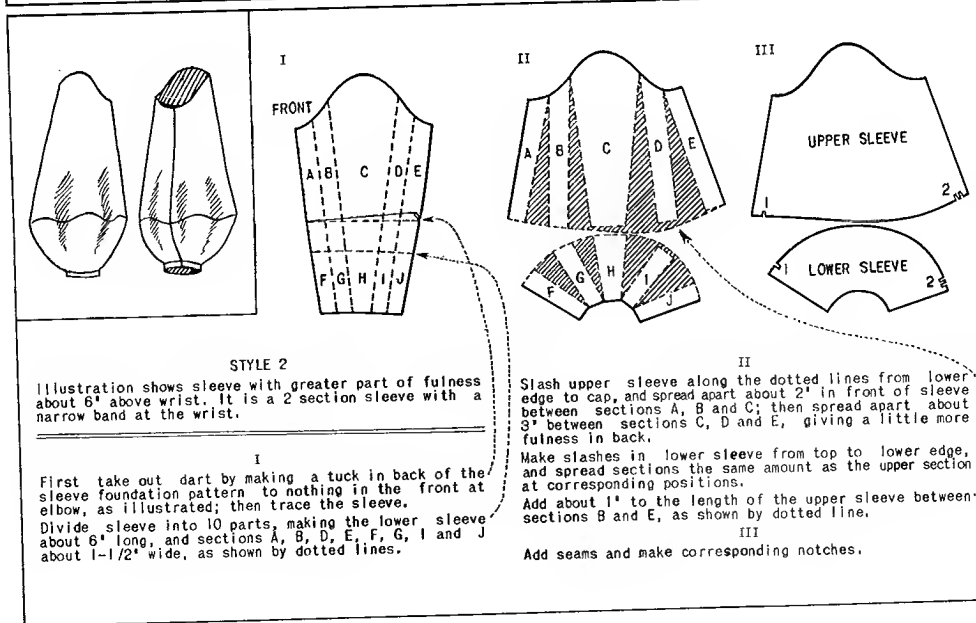 I
FRONT
A B C D E
F G H I J
II
A B C D E
F G H I J
III
UPPER SLEEVE
1 2
LOWER SLEEVE
1 2
STYLE 2
Illustration shows sleeve with greater part of fulness
about 6" above wrist. It is a 2 section sleeve with a
narrow band at the wrist.
I
First take out dart by making a tuck in back of the
sleeve foundation pattern to nothing in the front at
elbow, as illustrated; then trace the sleeve.
Divide sleeve into 10 parts, making the lower sleeve
about 6" long, and sections A, B, D, E, F, G, I and J
about 1-1/2" wide, as shown by dotted lines.
II
Slash upper sleeve along the dotted lines from lower
edge to cap, and spread apart about 2" in front of sleeve
between sections A, B and C; then spread apart about
3" between sections C, D and E, giving a little more
fulness in back.
Make slashes in lower sleeve from top to lower edge,
and spread sections the same amount as the upper section
at corresponding positions.
Add about 1" to the length of the upper sleeve between
sections B and E, as shown by dotted line.
III
Add seams and make corresponding notches.